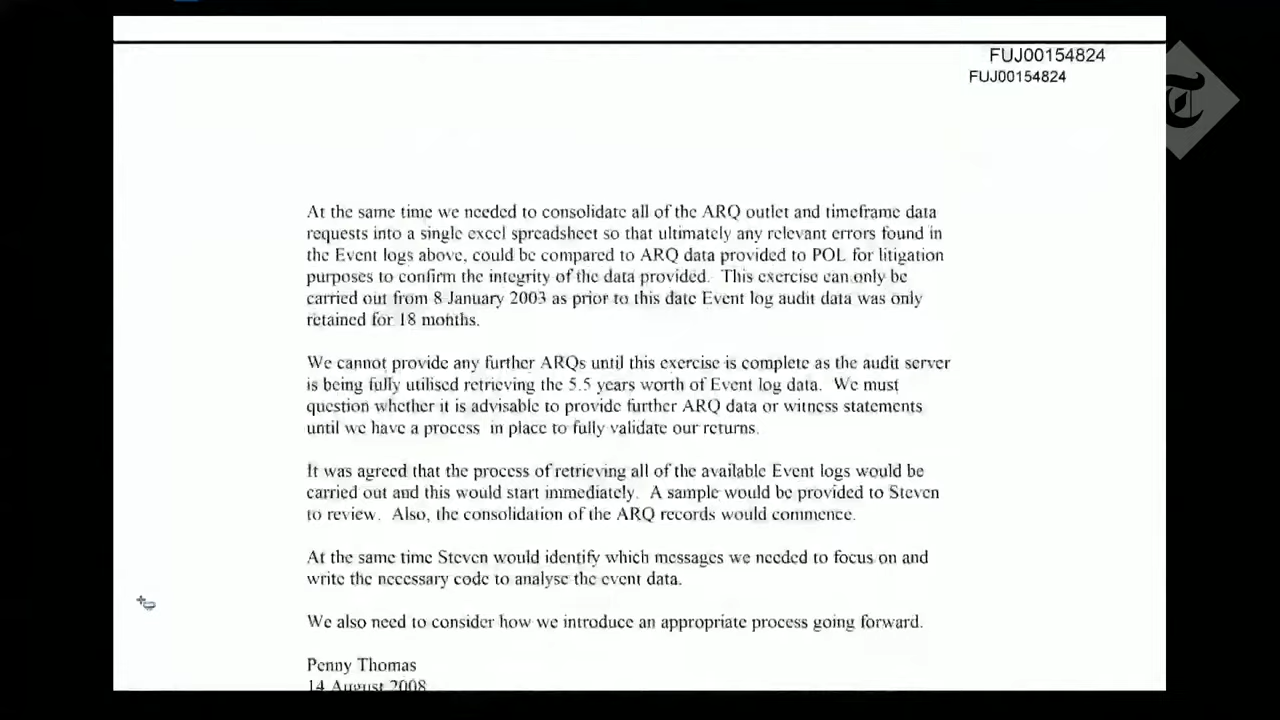 FUJ00154824
FUJ00154824
At the same time we needed to consolidate all of the ARQ outlet and timeframe data
requests into a single excel spreadsheet so that ultimately any relevant errors found in
the Event logs above, could be compared to ARQ data provided to POL for litigation
purposes to confirm the integrity of the data provided.  This exercise can only be
carried out from 8 January 2003 as prior to this date Event log audit data was only
retained for 18 months.
We cannot provide any further ARQs until this exercise is complete as the audit server
is being fully utilised retrieving the 5.5 years worth of Event log data.  We must
question whether it is advisable to provide further ARQ data or witness statements
until we have a process  in place to fully validate our returns.
It was agreed that the process of retrieving all of the available Event logs would be
carried out and this would start immediately.  A sample would be provided to Steven
to review.  Also, the consolidation of the ARQ records would commence.
At the same time Steven would identify which messages we needed to focus on and
write the necessary code to analyse the event data.
We also need to consider how we introduce an appropriate process going forward.
Penny Thomas
14 August 2008
T